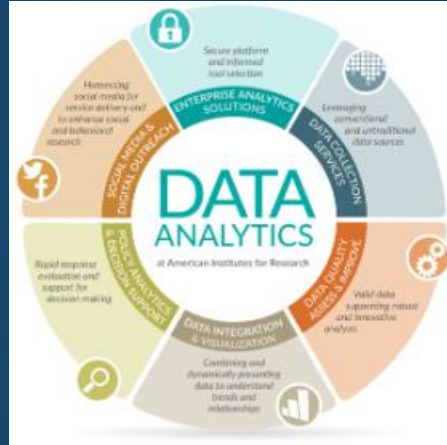 DATA
ANALYTICS
at American Institutes for Research
ENTERPRISE ANALYTICS
SOLUTIONS
Secure platform
and informed
tool selection
DATA COLLECTION
SERVICES
Leveraging
conventional
and untraditional
data sources
DATA QUALITY
ASSESS & IMPROVE
Valid data
supporting robust
and innovative
analysis
DATA INTEGRATION
& VISUALIZATION
Combining and
dynamically presenting
data to understand
trends and
relationships
POLICY ANALYTICS
& DECISION SUPPORT
Rapid response
evaluation and
support for
decision making
SOCIAL MEDIA &
DIGITAL OUTREACH
Harnessing
social media for
service delivery and
to enhance social
and behavioral
research